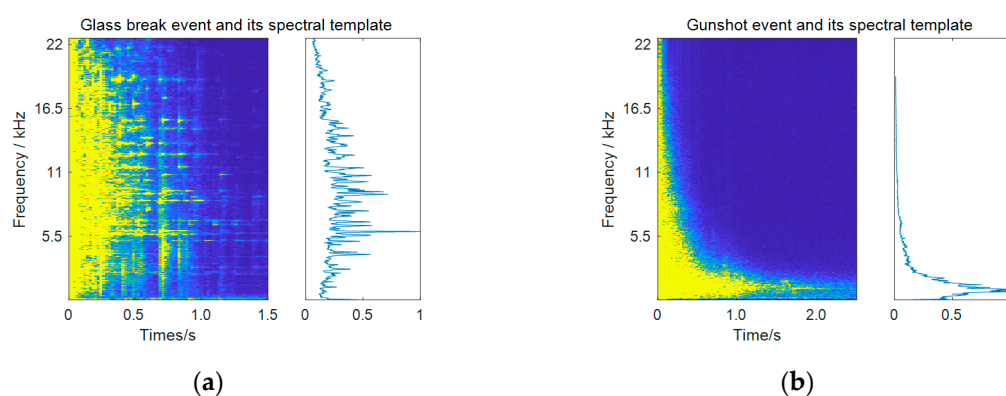 Glass break event and its spectral template
22
16.5
11
5.5
Frequency / kHz
0 0.5 1.0 1.5
Times/s
0 0.5 1
(a)
Gunshot event and its spectral template
22
16.5
11
5.5
Frequency / kHz
0 1.0 2.0
Time/s
0 0.5
(b)